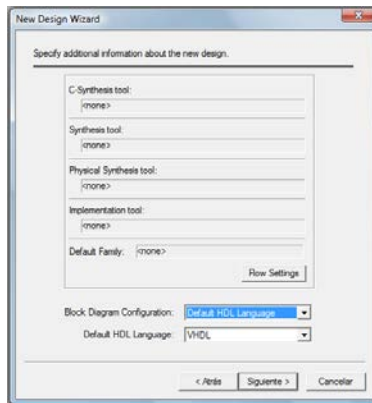 New Design Wizard
Specify additional information about the new design.
C-Synthesis tool:
<none>
Synthesis tool:
<none>
Physical Synthesis tool:
<none>
Implementation tool:
<none>
Default Family: <none>
Flow Settings
Block Diagram Configuration: Default HDL Language
Default HDL Language: VHDL
< Atrás Siguiente > Cancelar